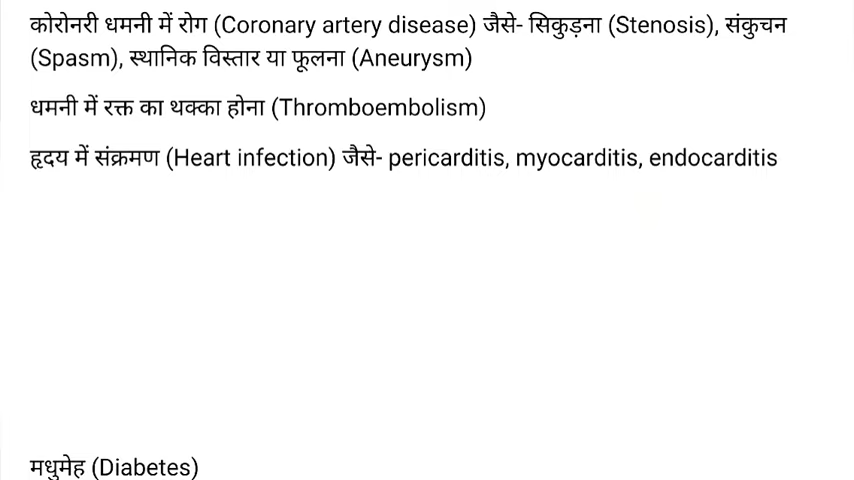 कोरोनरी धमनी में रोग (Coronary artery disease) जैसे- सिकुड़ना (Stenosis), संकुचन
(Spasm), स्थानिक विस्तार या फूलना (Aneurysm)
धमनी में रक्त का थक्का होना (Thromboembolism)
हृदय में संक्रमण (Heart infection) जैसे- pericarditis, myocarditis, endocarditis
मधुमेह (Diabetes)